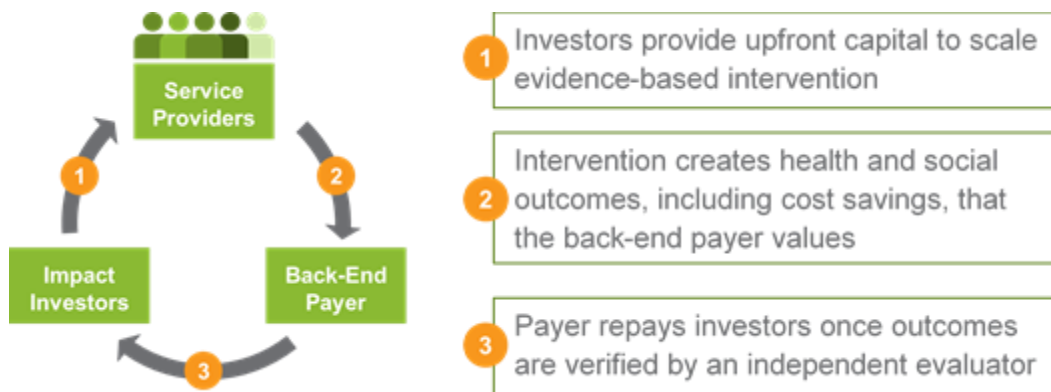 Service
Providers
1
2
Impact
Investors
Back-End
Payer
3
1
Investors provide upfront capital to scale
evidence-based intervention
2
Intervention creates health and social
outcomes, including cost savings, that
the back-end payer values
3
Payer repays investors once outcomes
are verified by an independent evaluator